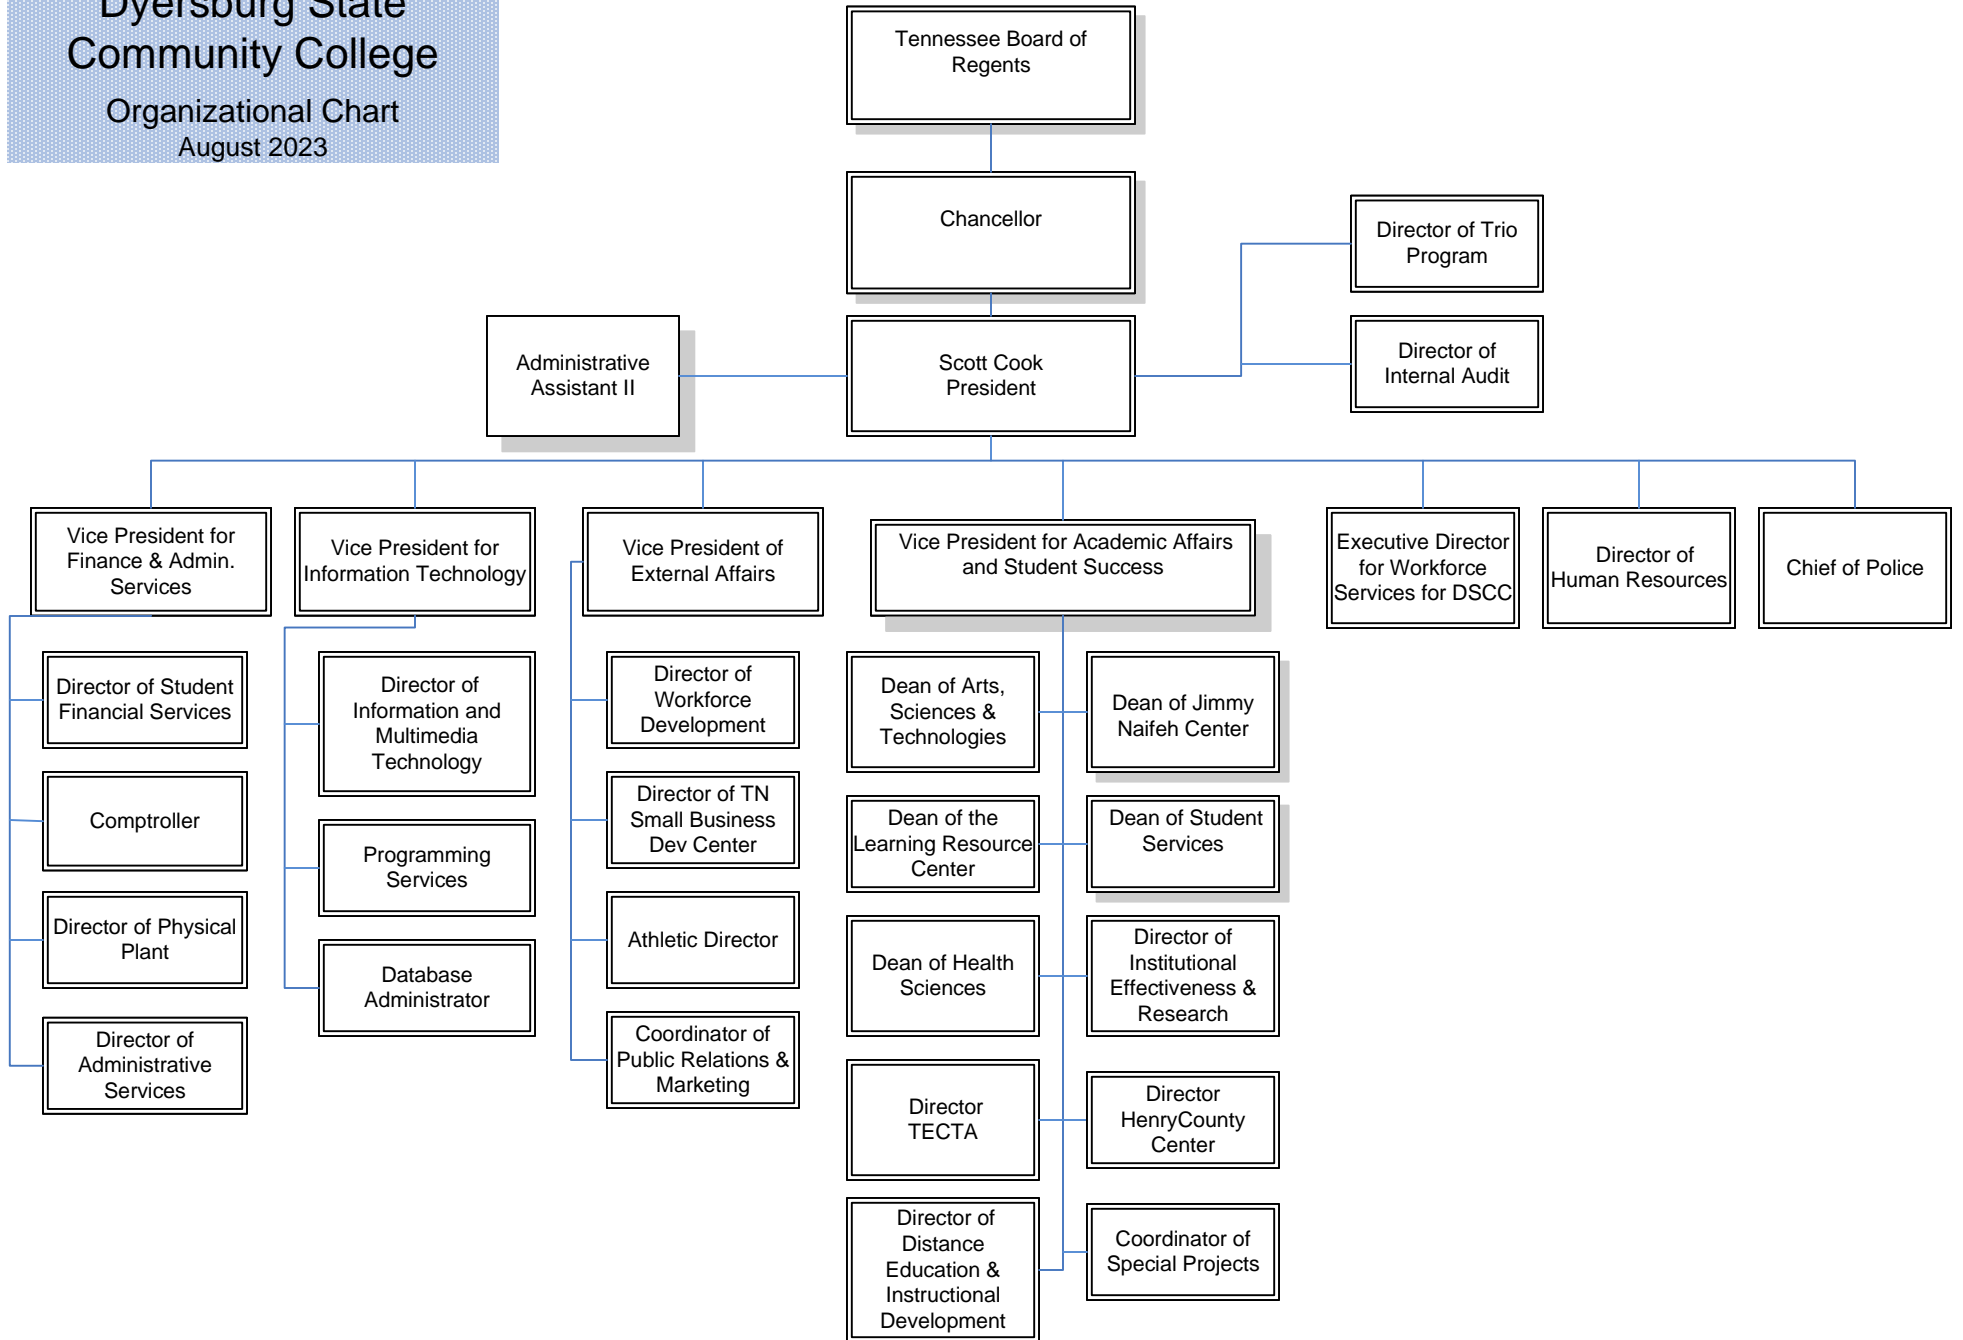 Dyersburg State
Community College
Organizational Chart
August 2023
Tennessee Board of
Regents
Chancellor
Director of Trio
Program
Administrative
Assistant II
Scott Cook
President
Director of
Internal Audit
Vice President for
Finance & Admin.
Services
Vice President for
Information Technology
Vice President of
External Affairs
Vice President for Academic Affairs
and Student Success
Executive Director
for Workforce
Services for DSCC
Director of
Human Resources
Chief of Police
Director of Student
Financial Services
Comptroller
Director of Physical
Plant
Director of
Administrative
Services
Director of
Information and
Multimedia
Technology
Programming
Services
Database
Administrator
Director of
Workforce
Development
Director of TN
Small Business
Dev Center
Athletic Director
Coordinator of
Public Relations &
Marketing
Dean of Arts,
Sciences &
Technologies
Dean of Jimmy
Naifeh Center
Dean of the
Learning Resource
Center
Dean of Student
Services
Dean of Health
Sciences
Director of
Institutional
Effectiveness &
Research
Director
TECTA
Director
HenryCounty
Center
Director of
Distance
Education &
Instructional
Development
Coordinator of
Special Projects